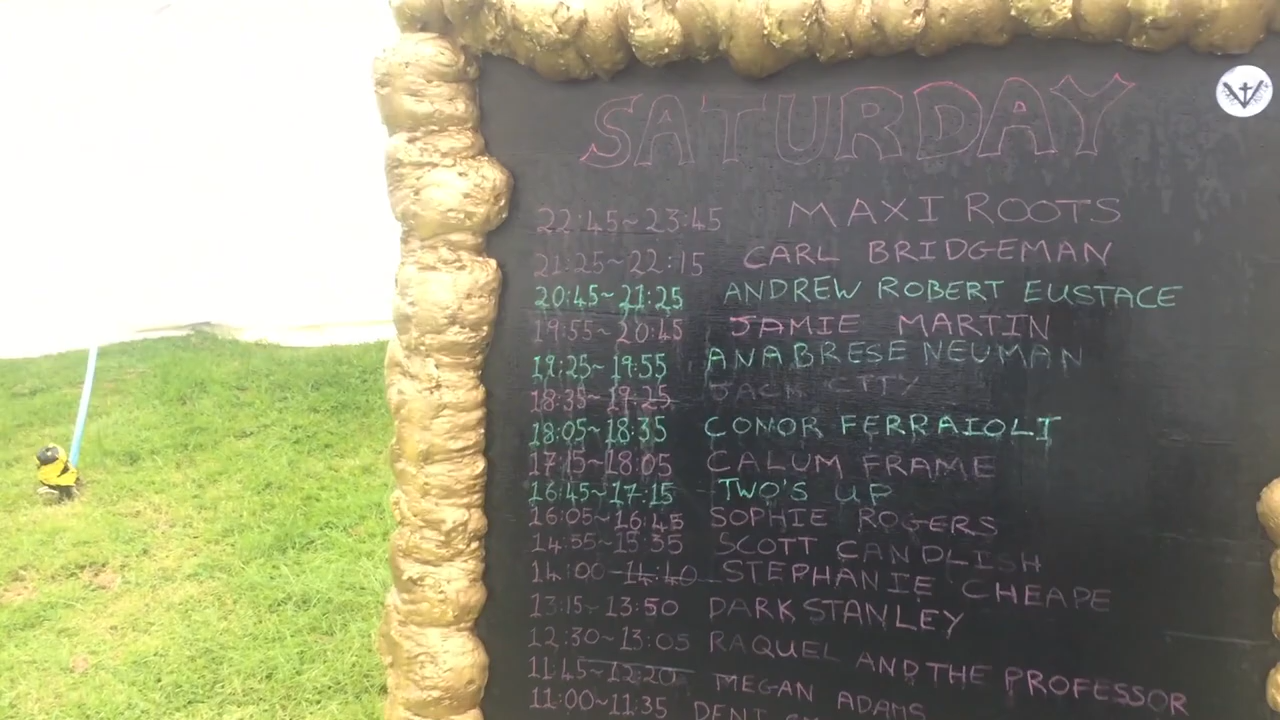 SATURDAY
22:45~23:45 MAXI ROOTS
21:25~22:15 CARL BRIDGEMAN
20:45~21:25 ANDREW ROBERT EUSTACE
19:55~20:45 JAMIE MARTIN
19:25~19:55 ANABRESE NEUMAN
18:35~19:25 JACK CITY
18:05~18:35 CONOR FERRAIOLI
17:15~18:05 CALUM FRAME
16:45~17:15 TWO'S UP
16:05~16:45 SOPHIE ROGERS
14:55~15:35 SCOTT CANDLISH
14:00~14:40 STEPHANIE CHEAPE
13:15~13:50 DARK STANLEY
12:30~13:05 RAQUEL AND THE PROFESSOR
11:45~12:20 MEGAN ADAMS
11:00~11:35 DENI